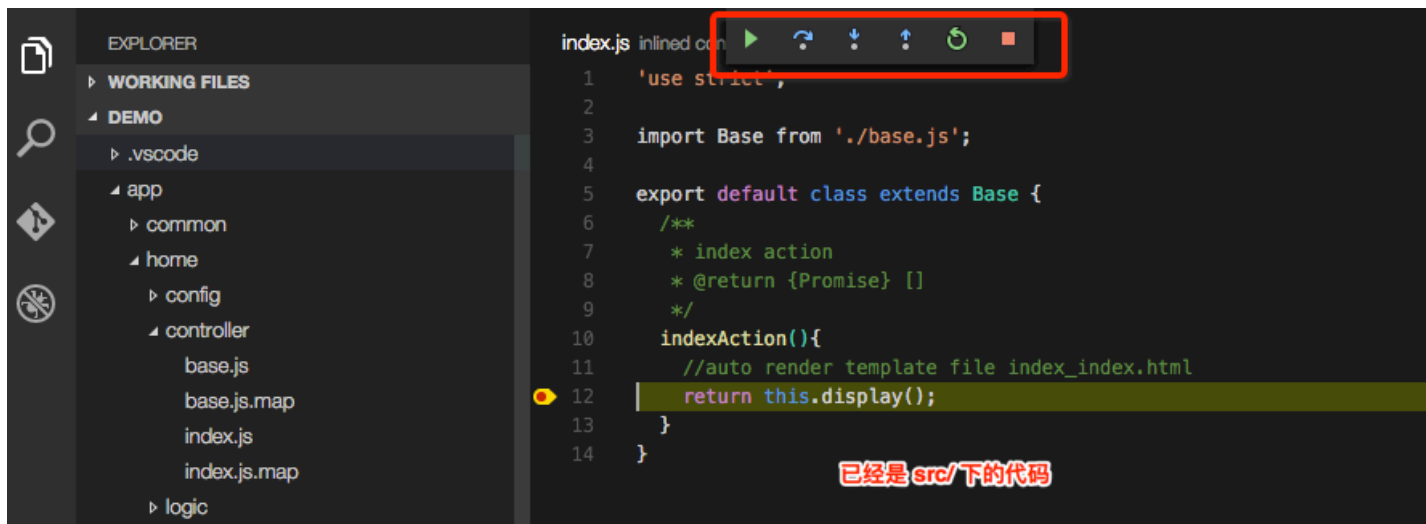 EXPLORER
WORKING FILES
DEMO
.vscode
app
common
home
config
controller
base.js
base.js.map
index.js
index.js.map
logic
index.js inlined con
1 'use strict',
2
3 import Base from './base.js';
4
5 export default class extends Base {
6 /**
7 * index action
8 * @return {Promise} []
9 */
10 indexAction(){
11 //auto render template file index_index.html
12 return this.display();
13 }
14 }
已经是 src/ 下的代码